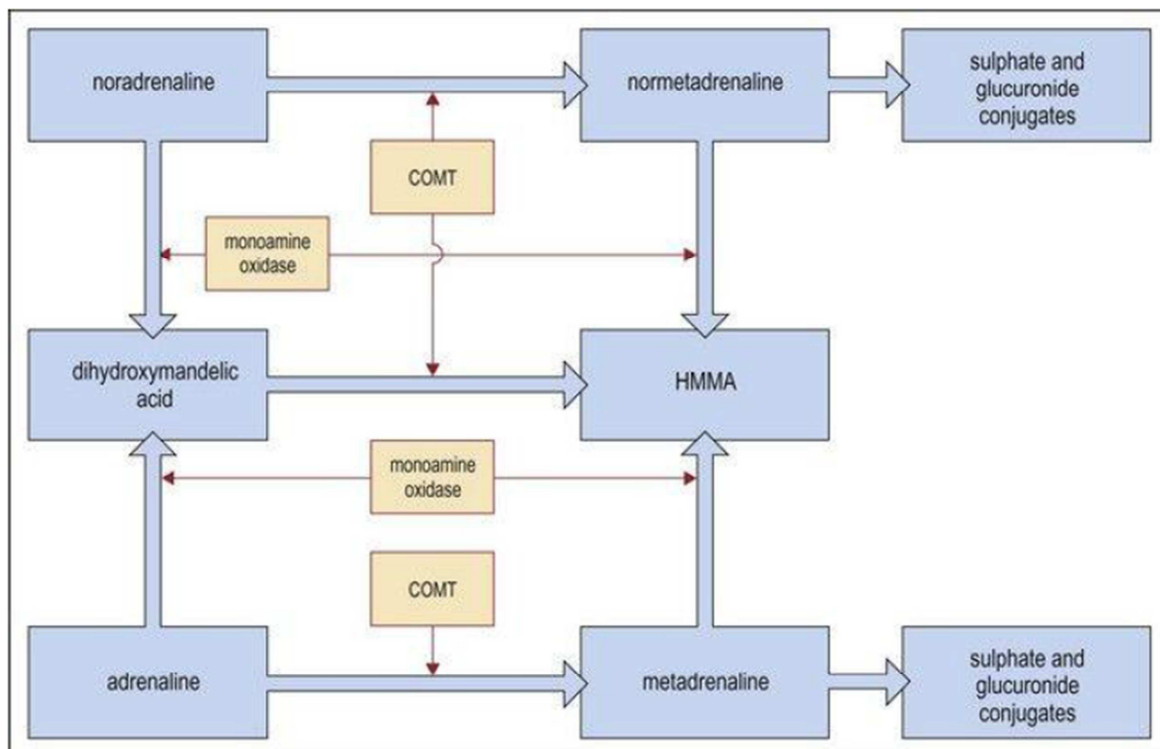 noradrenaline
normetadrenaline
sulphate and
glucuronide
conjugates
COMT
monoamine
oxidase
dihydroxymandelic
acid
HMMA
monoamine
oxidase
COMT
adrenaline
metadrenaline
sulphate and
glucuronide
conjugates